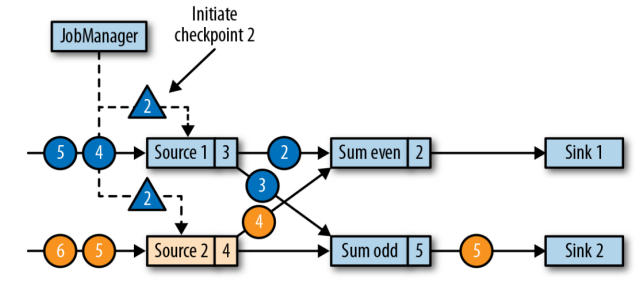 Initiate
checkpoint 2
JobManager
2
5 4 Source 1 3 2 Sum even 2 Sink 1
3
2
4
6 5 Source 2 4 Sum odd 5 5 Sink 2